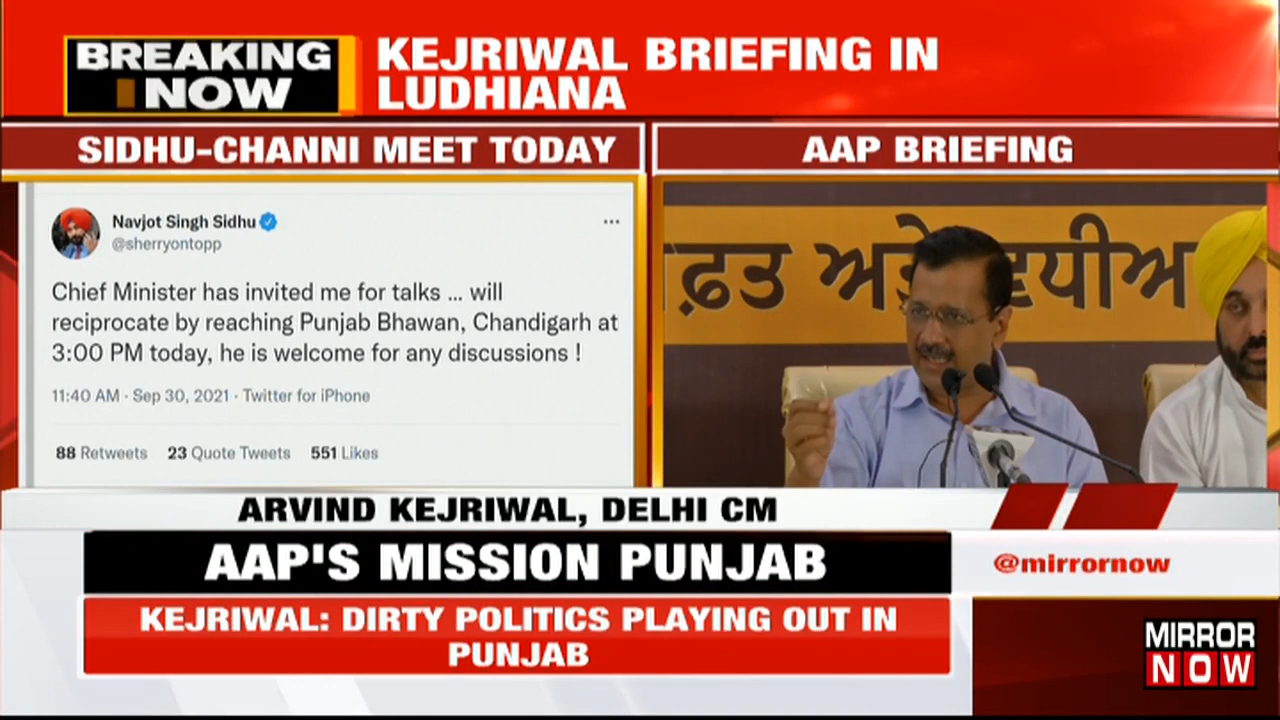 BREAKING
NOW
KEJRIWAL BRIEFING IN
LUDHIANA
SIDHU-CHANNI MEET TODAY
AAP BRIEFING
Navjot Singh Sidhu
@sherryontopp
Chief Minister has invited me for talks ... will
reciprocate by reaching Punjab Bhawan, Chandigarh at
3:00 PM today, he is welcome for any discussions !
11:40 AM · Sep 30, 2021 · Twitter for iPhone
88 Retweets 23 Quote Tweets 551 Likes
ARVIND KEJRIWAL, DELHI CM
AAP'S MISSION PUNJAB
@mirrornow
KEJRIWAL: DIRTY POLITICS PLAYING OUT IN
PUNJAB
MIRROR
NOW